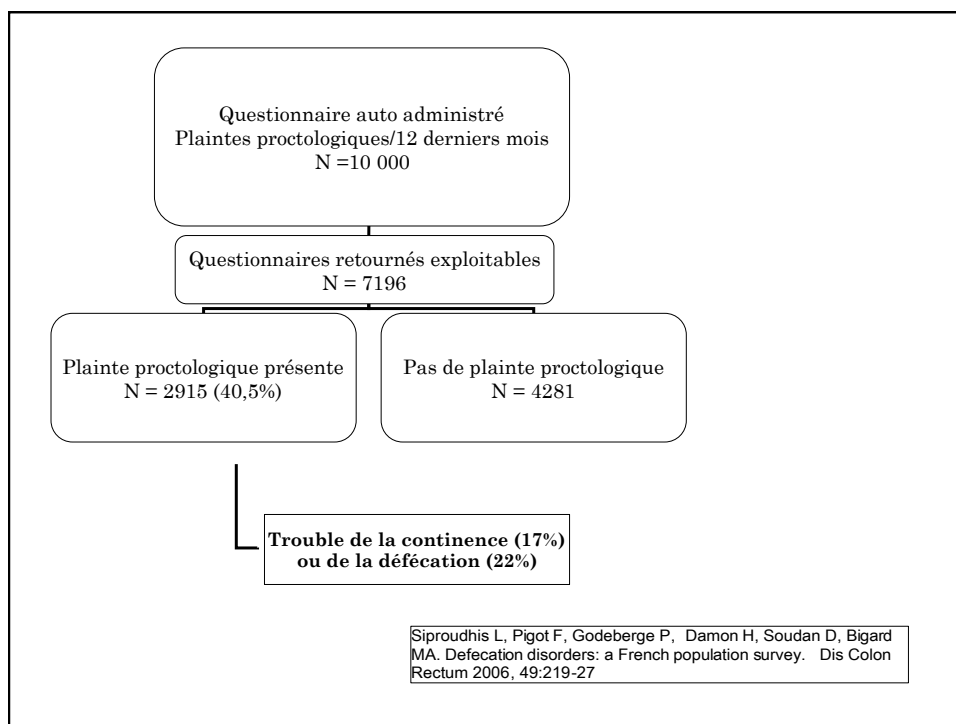 Questionnaire auto administré
Plaintes proctologiques/12 derniers mois
N =10 000
Questionnaires retournés exploitables
N = 7196
Plainte proctologique présente
N = 2915 (40,5%)
Pas de plainte proctologique
N = 4281
Trouble de la continence (17%)
ou de la défécation (22%)
Siproudhis L, Pigot F, Godeberge P, Damon H, Soudan D, Bigard
MA. Defecation disorders: a French population survey. Dis Colon
Rectum 2006, 49:219-27